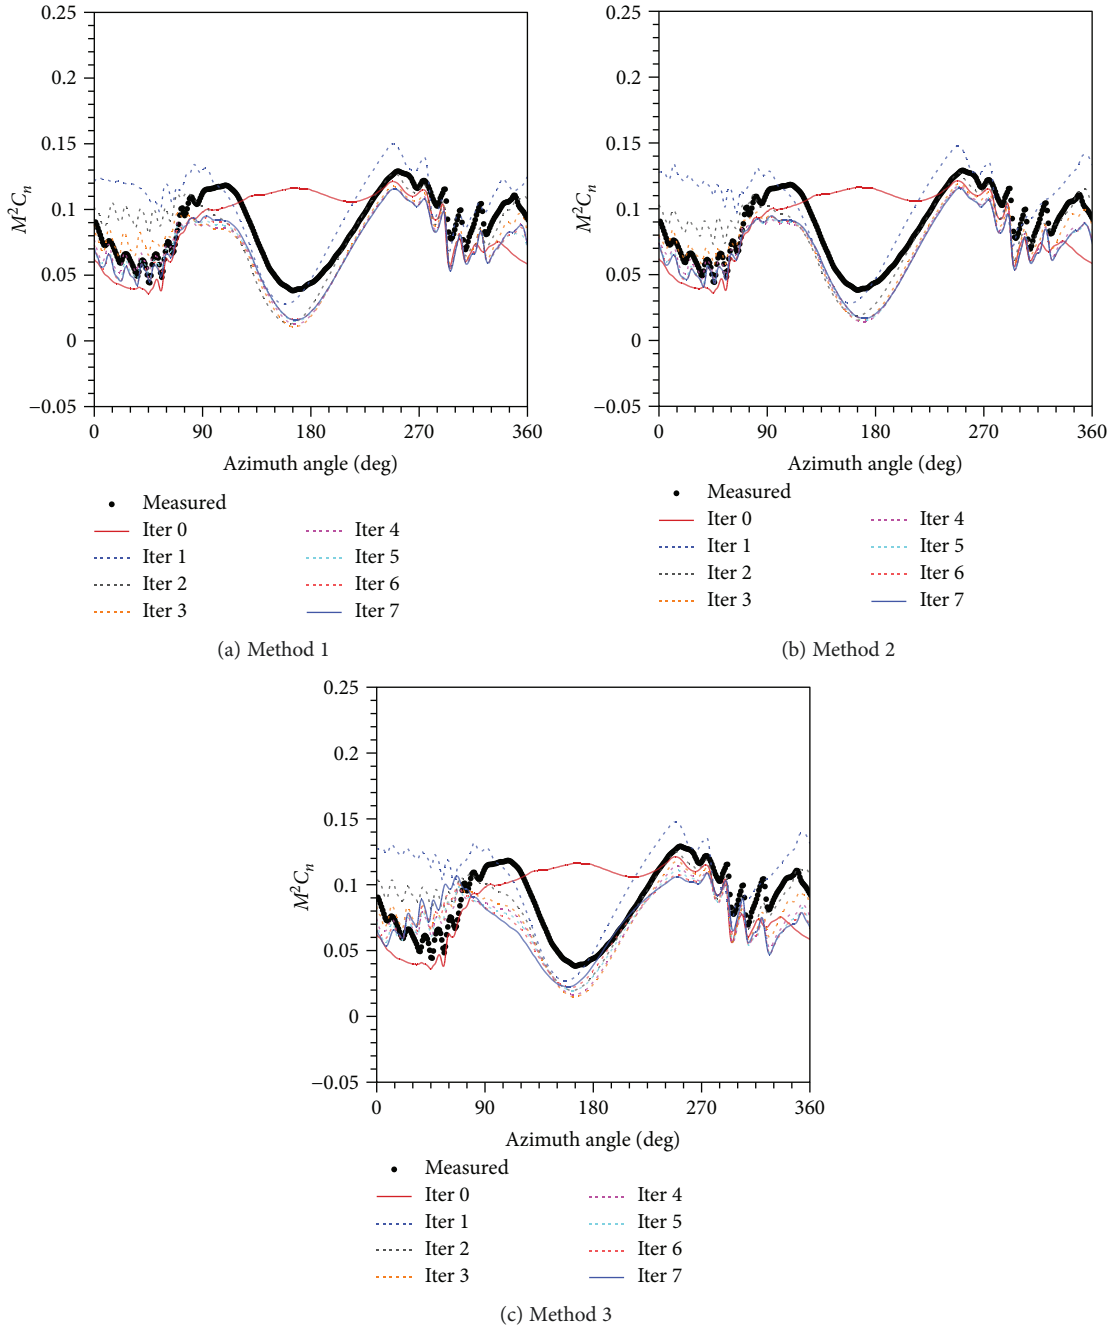 0.25
0.2
0.15
0.1
0.05
0
−0.05
M²Cₙ
0 90 180 270 360
Azimuth angle (deg)
Measured
Iter 0 Iter 4
Iter 1 Iter 5
Iter 2 Iter 6
Iter 3 Iter 7
(a) Method 1
0.25
0.2
0.15
0.1
0.05
0
−0.05
M²Cₙ
0 90 180 270 360
Azimuth angle (deg)
Measured
Iter 0 Iter 4
Iter 1 Iter 5
Iter 2 Iter 6
Iter 3 Iter 7
(b) Method 2
0.25
0.2
0.15
0.1
0.05
0
−0.05
M²Cₙ
0 90 180 270 360
Azimuth angle (deg)
Measured
Iter 0 Iter 4
Iter 1 Iter 5
Iter 2 Iter 6
Iter 3 Iter 7
(c) Method 3